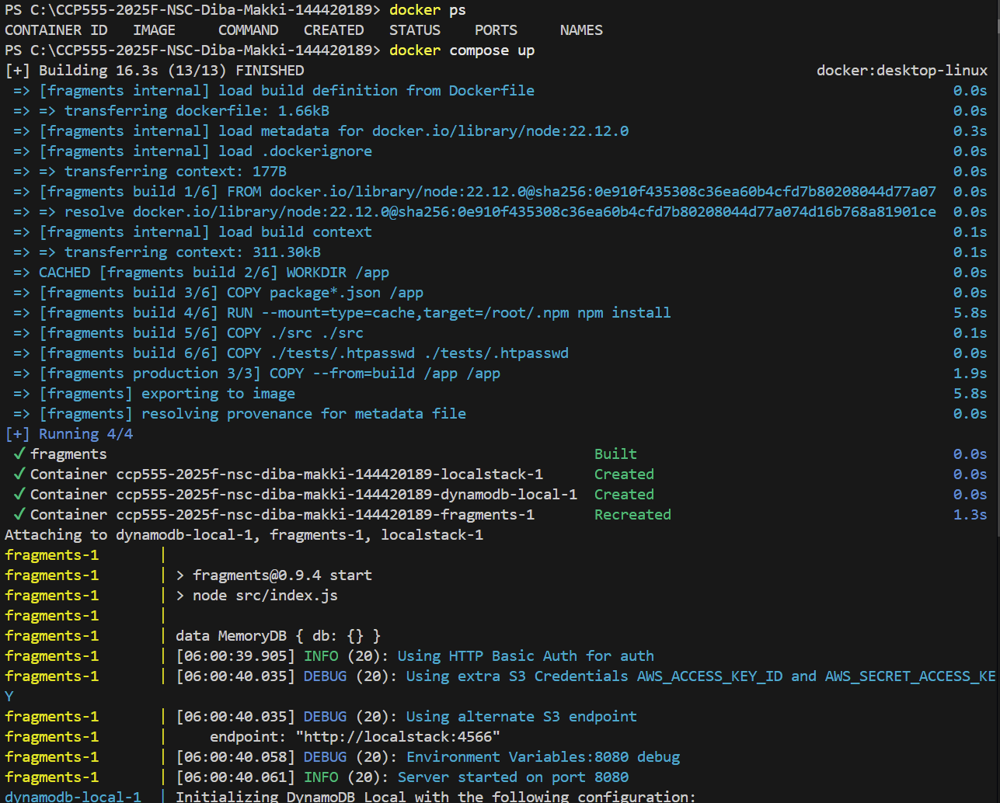 PS C:\CCP555-2025F-NSC-Diba-Makki-144420189> docker ps
CONTAINER ID   IMAGE     COMMAND   CREATED   STATUS    PORTS     NAMES
PS C:\CCP555-2025F-NSC-Diba-Makki-144420189> docker compose up
[+] Building 16.3s (13/13) FINISHED docker:desktop-linux
=> [fragments internal] load build definition from Dockerfile 0.0s
=> => transferring dockerfile: 1.66kB 0.0s
=> [fragments internal] load metadata for docker.io/library/node:22.12.0 0.3s
=> [fragments internal] load .dockerignore 0.0s
=> => transferring context: 177B 0.0s
=> [fragments build 1/6] FROM docker.io/library/node:22.12.0@sha256:0e910f435308c36ea60b4cfd7b80208044d77a07 0.0s
=> => resolve docker.io/library/node:22.12.0@sha256:0e910f435308c36ea60b4cfd7b80208044d77a074d16b768a81901ce 0.0s
=> [fragments internal] load build context 0.1s
=> => transferring context: 311.30kB 0.1s
=> CACHED [fragments build 2/6] WORKDIR /app 0.0s
=> [fragments build 3/6] COPY package*.json /app 0.0s
=> [fragments build 4/6] RUN --mount=type=cache,target=/root/.npm npm install 5.8s
=> [fragments build 5/6] COPY ./src ./src 0.1s
=> [fragments build 6/6] COPY ./tests/.htpasswd ./tests/.htpasswd 0.0s
=> [fragments production 3/3] COPY --from=build /app /app 1.9s
=> [fragments] exporting to image 5.8s
=> [fragments] resolving provenance for metadata file 0.0s
[+] Running 4/4
✓ fragments Built 0.0s
✓ Container ccp555-2025f-nsc-diba-makki-144420189-localstack-1 Created 0.0s
✓ Container ccp555-2025f-nsc-diba-makki-144420189-dynamodb-local-1 Created 0.0s
✓ Container ccp555-2025f-nsc-diba-makki-144420189-fragments-1 Recreated 1.3s
Attaching to dynamodb-local-1, fragments-1, localstack-1
fragments-1 |
fragments-1 | > fragments@0.9.4 start
fragments-1 | > node src/index.js
fragments-1 |
fragments-1 | data MemoryDB { db: {} }
fragments-1 | [06:00:39.905] INFO (20): Using HTTP Basic Auth for auth
fragments-1 | [06:00:40.035] DEBUG (20): Using extra S3 Credentials AWS_ACCESS_KEY_ID and AWS_SECRET_ACCESS_KE
Y
fragments-1 | [06:00:40.035] DEBUG (20): Using alternate S3 endpoint
fragments-1 | endpoint: "http://localstack:4566"
fragments-1 | [06:00:40.058] DEBUG (20): Environment Variables:8080 debug
fragments-1 | [06:00:40.061] INFO (20): Server started on port 8080
dynamodb-local-1 | Initializing DynamoDB Local with the following configuration: